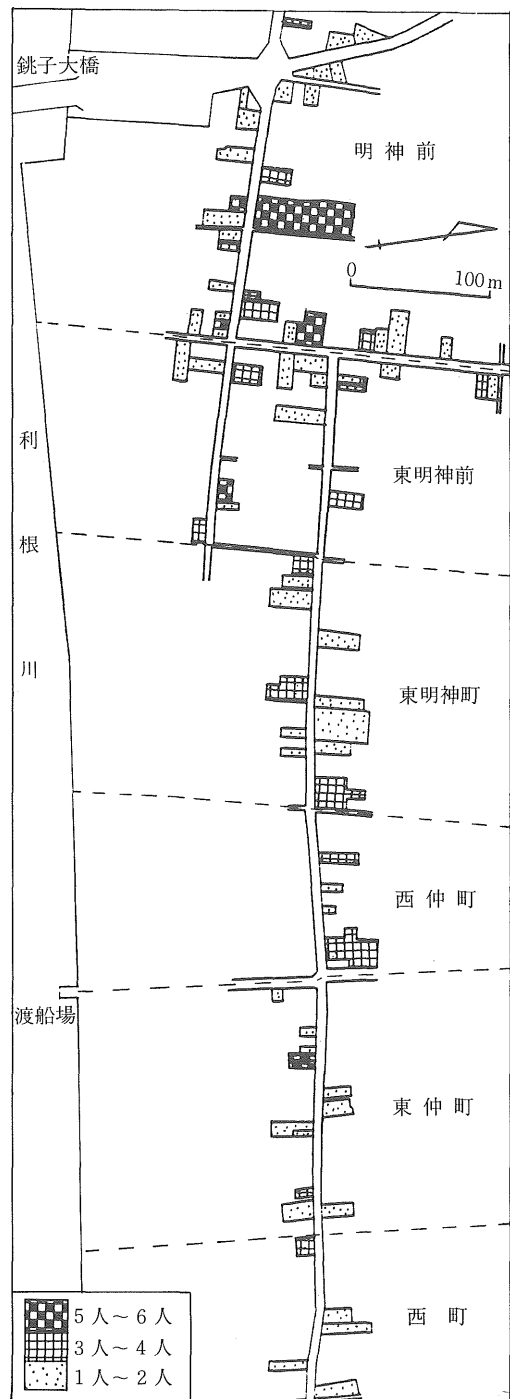 銚子大橋
明神前
0 100m
利根川
東明神前
東明神町
西仲町
渡船場
東仲町
西町
5人～6人
3人～4人
1人～2人